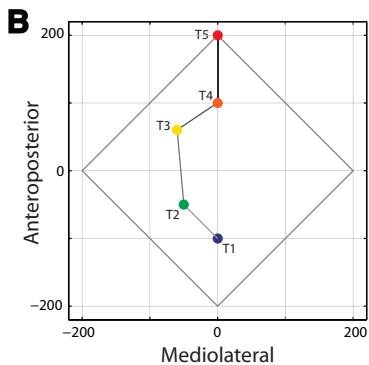 B
200
T5
T4
T3
Anteroposterior
0
T2
T1
−200
−200
0
200
Mediolateral